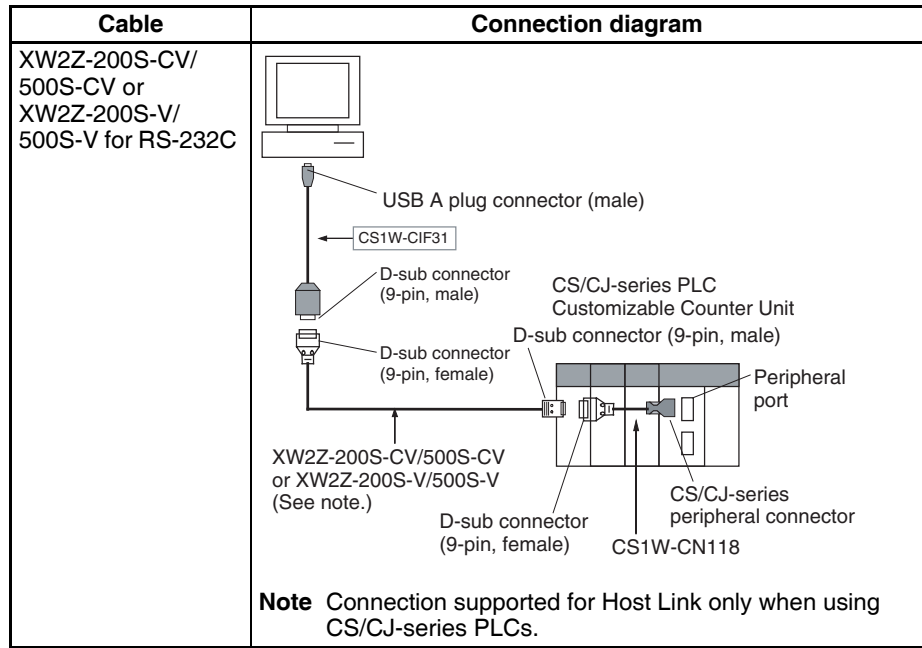 Cable
Connection diagram
XW2Z-200S-CV/
500S-CV or
XW2Z-200S-V/
500S-V for RS-232C
USB A plug connector (male)
CS1W-CIF31
D-sub connector
(9-pin, male)
CS/CJ-series PLC
Customizable Counter Unit
D-sub connector (9-pin, male)
D-sub connector
(9-pin, female)
Peripheral
port
XW2Z-200S-CV/500S-CV
or XW2Z-200S-V/500S-V
(See note.)
CS/CJ-series
peripheral connector
D-sub connector
(9-pin, female)
CS1W-CN118
Note Connection supported for Host Link only when using
CS/CJ-series PLCs.